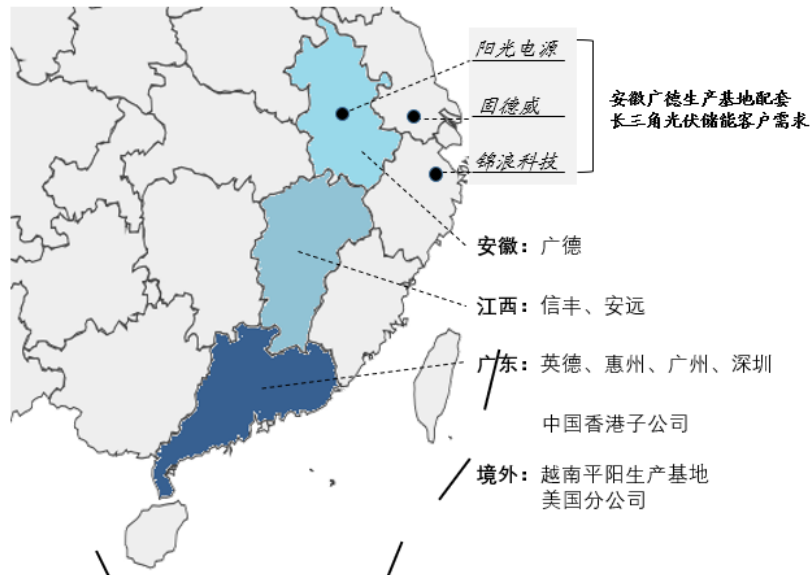 阳光电源
固德威
锦浪科技
安徽广德生产基地配套
长三角光伏储能客户需求
安徽：广德
江西：信丰、安远
广东：英德、惠州、广州、深圳
中国香港子公司
境外：越南平阳生产基地
美国分公司